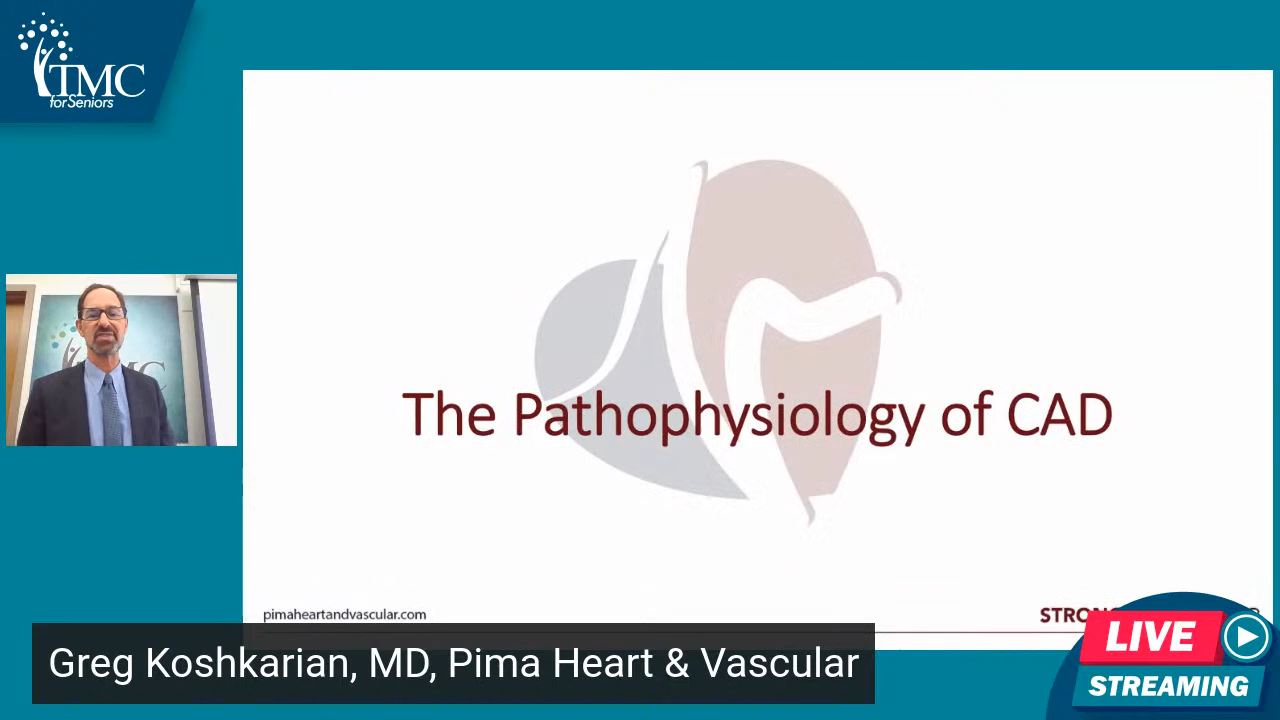 TMC
for Seniors
The Pathophysiology of CAD
pimaheartandvascular.com
Greg Koshkarian, MD, Pima Heart & Vascular
LIVE
STREAMING